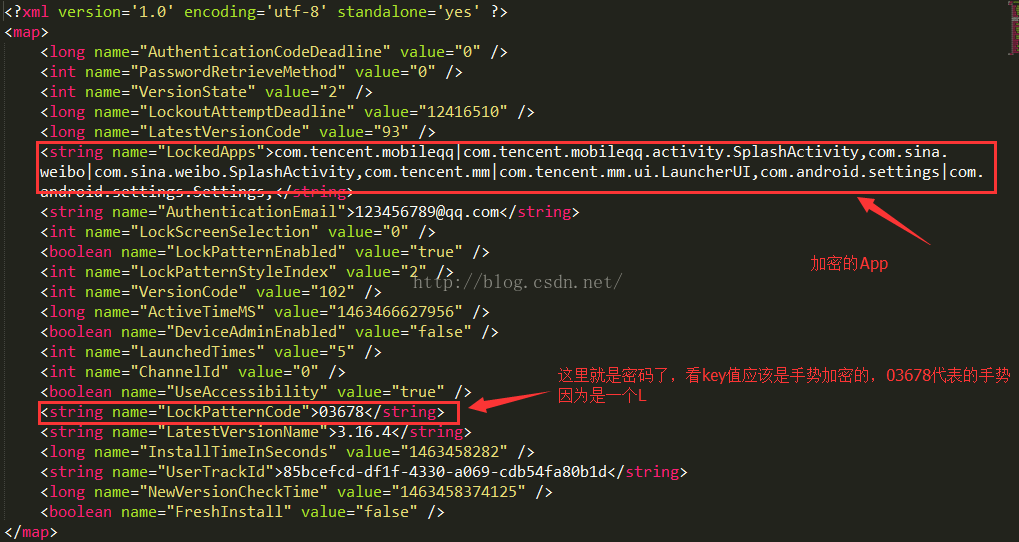 <?xml version='1.0' encoding='utf-8' standalone='yes' ?>
<map>
<long name="AuthenticationCodeDeadline" value="0" />
<int name="PasswordRetrieveMethod" value="0" />
<int name="VersionState" value="2" />
<long name="LockoutAttemptDeadline" value="12416510" />
<long name="LatestVersionCode" value="93" />
<string name="LockedApps">com.tencent.mobileqq|com.tencent.mobileqq.activity.SplashActivity,com.sina.
weibo|com.sina.weibo.SplashActivity,com.tencent.mm|com.tencent.mm.ui.LauncherUI,com.android.settings|com.
android.settings.Settings,</string>
<string name="AuthenticationEmail">123456789@qq.com</string>
<int name="LockScreenSelection" value="0" />
<boolean name="LockPatternEnabled" value="true" />
加密的App
<int name="LockPatternStyleIndex" value="2" />
http://blog.csdn.net/
<int name="VersionCode" value="102" />
<long name="ActiveTimeMS" value="1463466627956" />
<boolean name="DeviceAdminEnabled" value="false" />
<int name="LaunchedTimes" value="5" />
<int name="ChannelId" value="0" />
<boolean name="UseAccessibility" value="true" />
这里就是密码了，看key值应该是手势加密的，03678代表的手势
因为是一个L
<string name="LockPatternCode">03678</string>
<string name="LatestVersionName">3.16.4</string>
<long name="InstallTimeInSeconds" value="1463458282" />
<string name="UserTrackId">85bcefcd-df1f-4330-a069-cdb54fa80b1d</string>
<long name="NewVersionCheckTime" value="1463458374125" />
<boolean name="FreshInstall" value="false" />
</map>